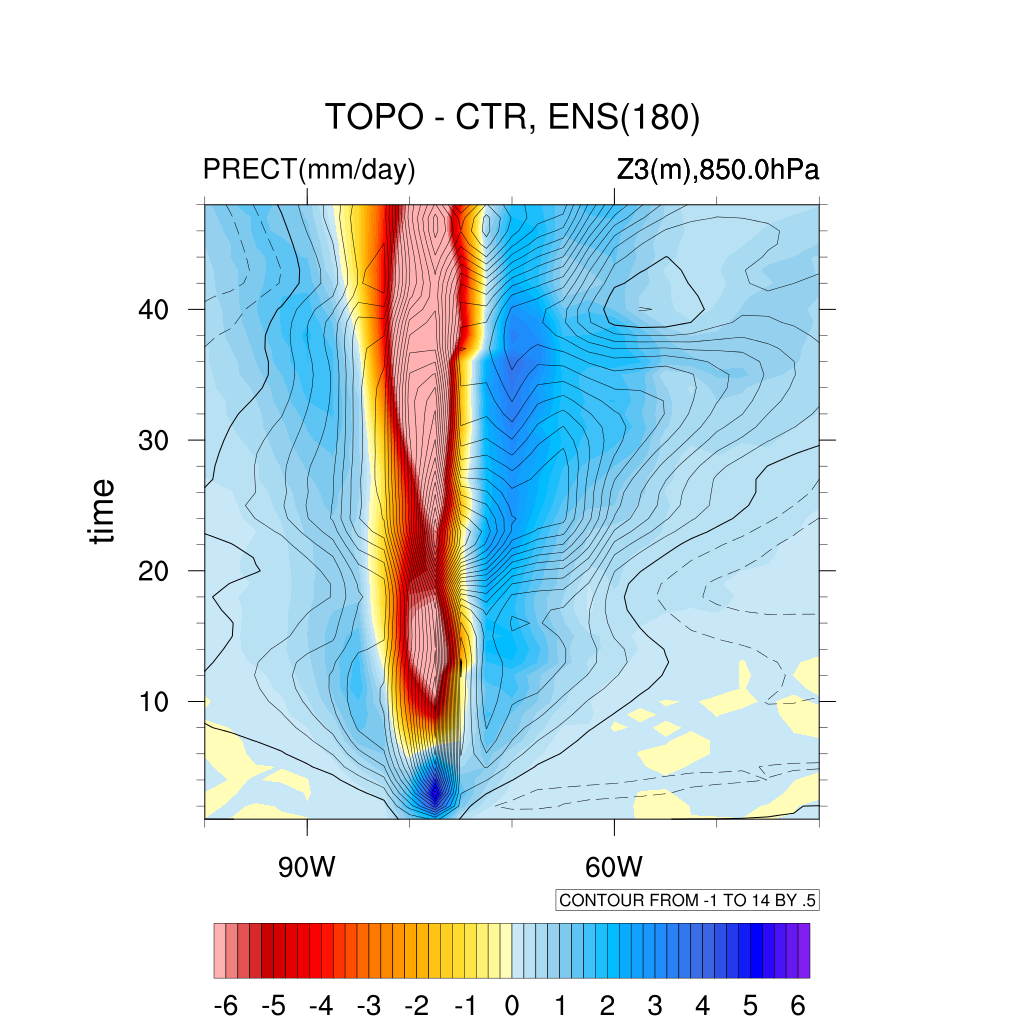 TOPO - CTR, ENS(180)
PRECT(mm/day) Z3(m),850.0hPa
time
40
30
20
10
90W 60W
CONTOUR FROM -1 TO 14 BY .5
-6 -5 -4 -3 -2 -1 0 1 2 3 4 5 6